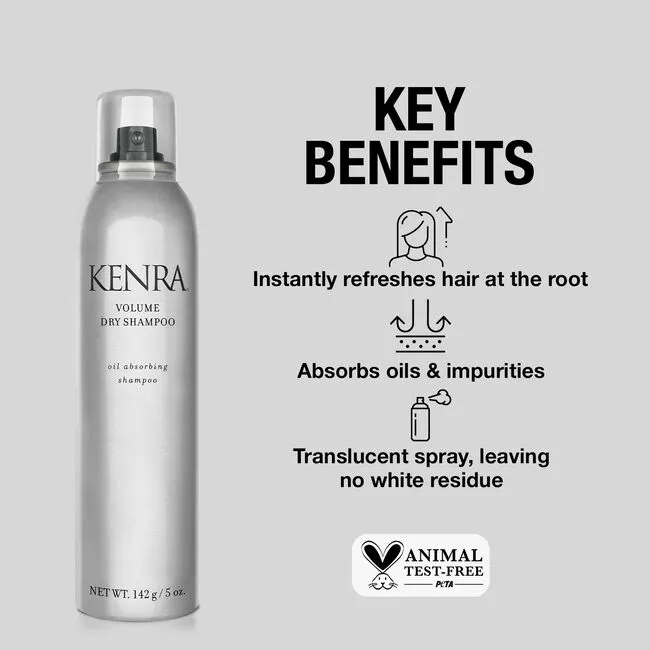 KENRA
VOLUME
DRY SHAMPOO
oil absorbing
shampoo
NET WT. 142 g / 5 oz.
KEY
BENEFITS
Instantly refreshes hair at the root
Absorbs oils & impurities
Translucent spray, leaving
no white residue
ANIMAL
TEST-FREE
PETA